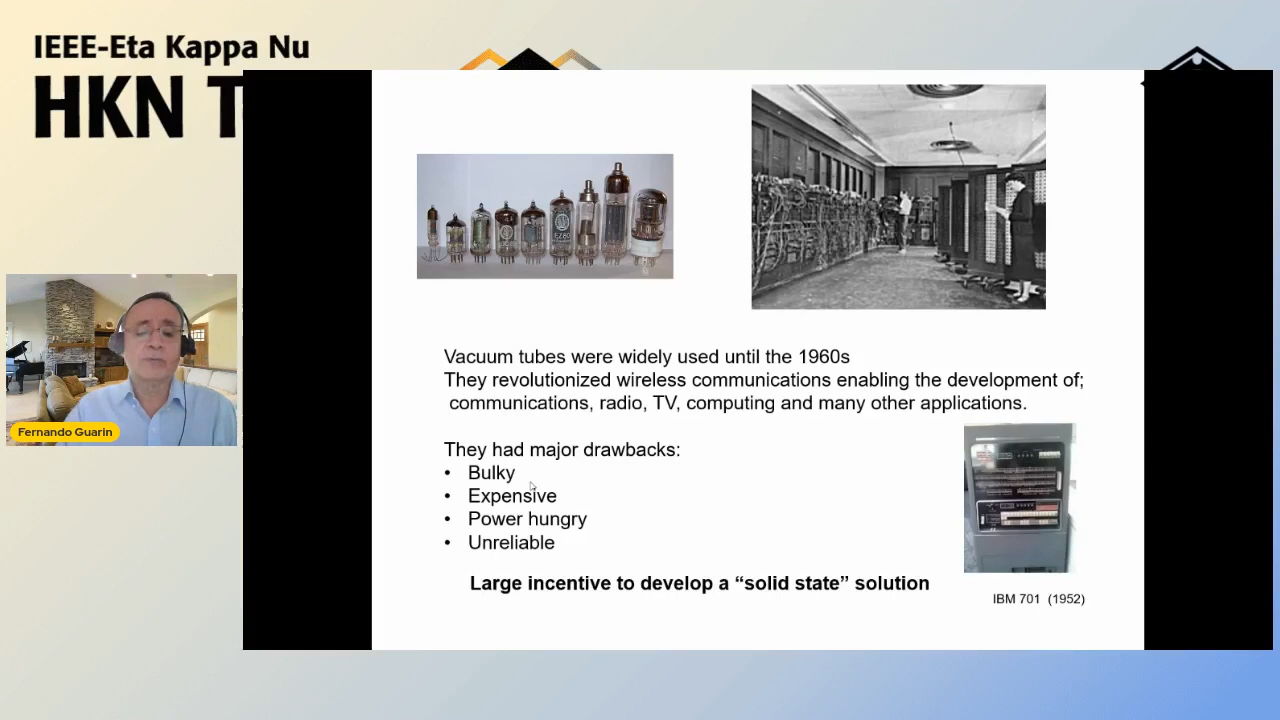 IEEE-Eta Kappa Nu
HKN
Vacuum tubes were widely used until the 1960s
They revolutionized wireless communications enabling the development of;
communications, radio, TV, computing and many other applications.
They had major drawbacks:
• Bulky
• Expensive
• Power hungry
• Unreliable
Large incentive to develop a “solid state” solution
IBM 701 (1952)
Fernando Guarin